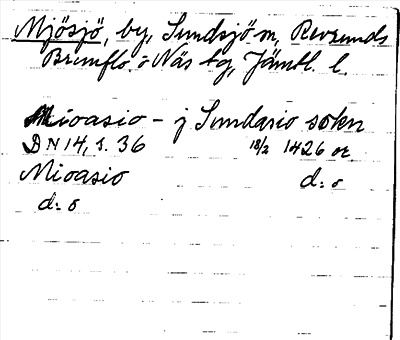 Mjösjö, by, Sundsjö sn, Revsunds
Brunflo o Näs tg, Jämtl. l.
Mioasio - j Sundasio sokn
DN 14, s. 36 18/2 1426 or.
Mioasio d:o
d:o